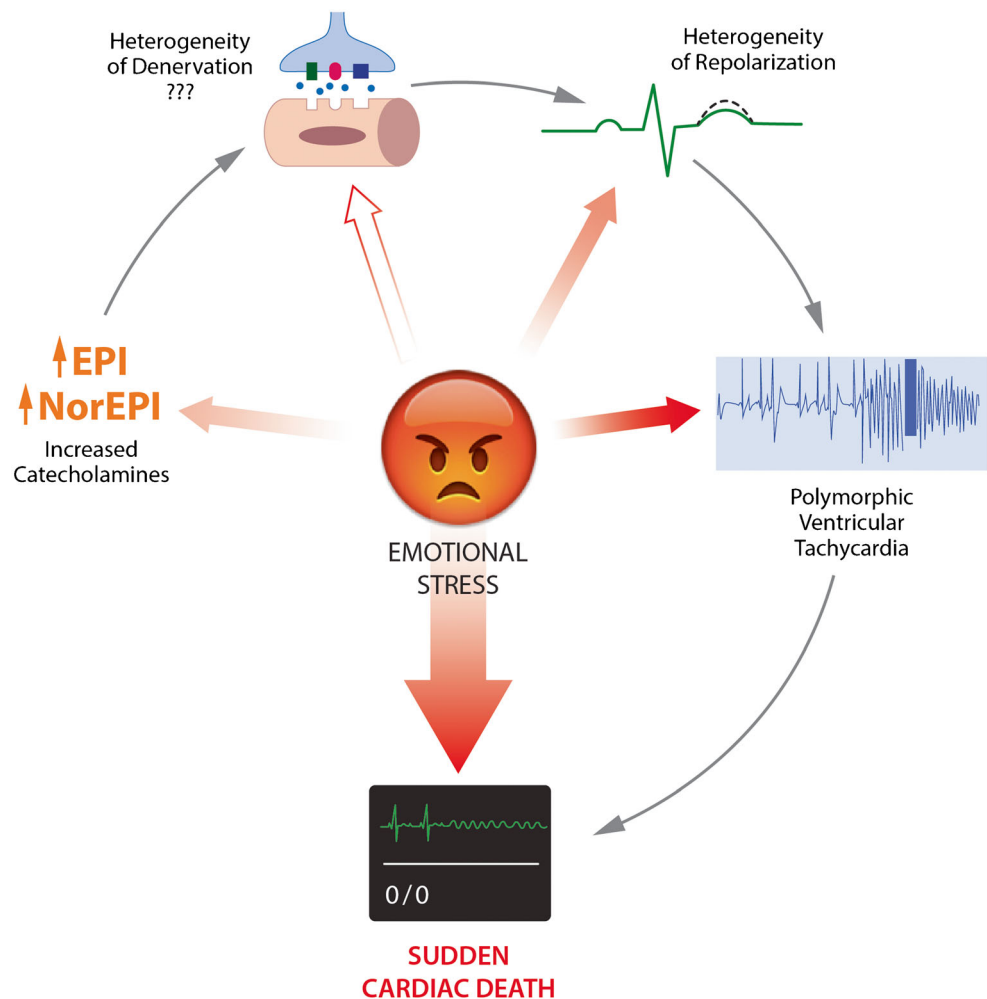 Heterogeneity
of Denervation
???
Heterogeneity
of Repolarization
EPI
NorEPI
Increased
Catecholamines
EMOTIONAL
STRESS
Polymorphic
Ventricular
Tachycardia
0/0
SUDDEN
CARDIAC DEATH